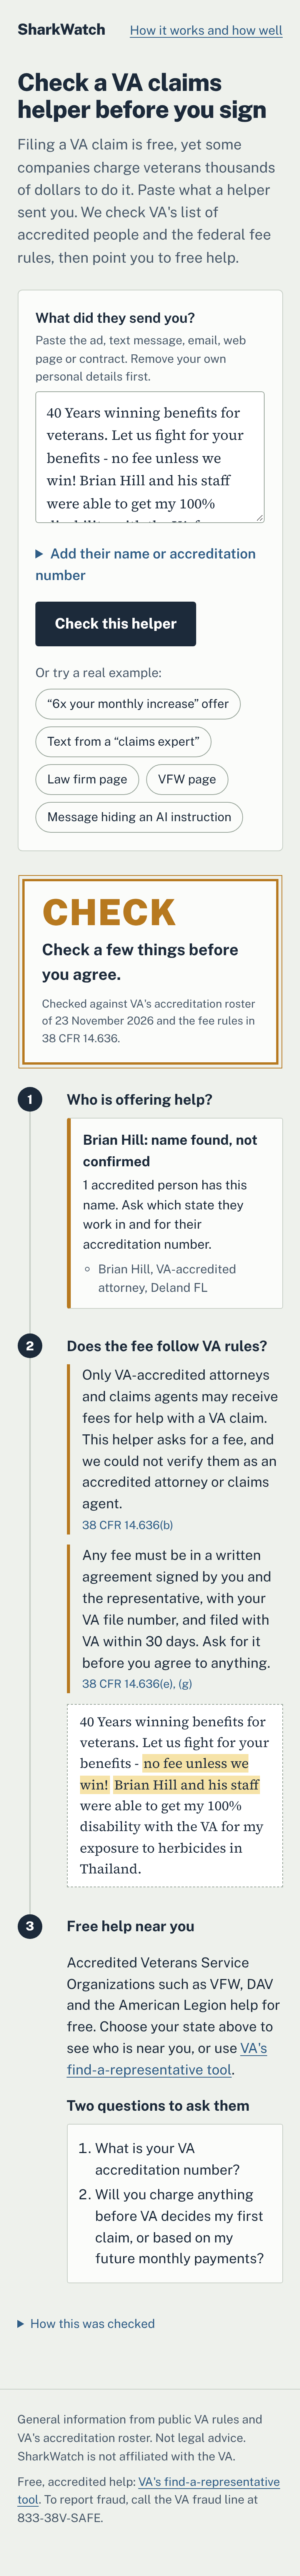 SharkWatch
How it works and how well
Check a VA claims
helper before you sign
Filing a VA claim is free, yet some
companies charge veterans thousands
of dollars to do it. Paste what a helper
sent you. We check VA's list of
accredited people and the federal fee
rules, then point you to free help.
What did they send you?
Paste the ad, text message, email, web
page or contract. Remove your own
personal details first.
40 Years winning benefits for
veterans. Let us fight for your
benefits - no fee unless we
win! Brian Hill and his staff
were able to get my 100%
▶ Add their name or accreditation
number
Check this helper
Or try a real example:
“6x your monthly increase” offer
Text from a “claims expert”
Law firm page
VFW page
Message hiding an AI instruction
CHECK
Check a few things before
you agree.
Checked against VA's accreditation roster
of 23 November 2026 and the fee rules in
38 CFR 14.636.
1
Who is offering help?
Brian Hill: name found, not
confirmed
1 accredited person has this
name. Ask which state they
work in and for their
accreditation number.
Brian Hill, VA-accredited
attorney, Deland FL
2
Does the fee follow VA rules?
Only VA-accredited attorneys
and claims agents may receive
fees for help with a VA claim.
This helper asks for a fee, and
we could not verify them as an
accredited attorney or claims
agent.
38 CFR 14.636(b)
Any fee must be in a written
agreement signed by you and
the representative, with your
VA file number, and filed with
VA within 30 days. Ask for it
before you agree to anything.
38 CFR 14.636(e), (g)
40 Years winning benefits for
veterans. Let us fight for your
benefits - no fee unless we
win! Brian Hill and his staff
were able to get my 100%
disability with the VA for my
exposure to herbicides in
Thailand.
3
Free help near you
Accredited Veterans Service
Organizations such as VFW, DAV
and the American Legion help for
free. Choose your state above to
see who is near you, or use VA's
find-a-representative tool.
Two questions to ask them
1. What is your VA
accreditation number?
2. Will you charge anything
before VA decides my first
claim, or based on my
future monthly payments?
▶ How this was checked
General information from public VA rules and
VA's accreditation roster. Not legal advice.
SharkWatch is not affiliated with the VA.
Free, accredited help: VA's find-a-representative
tool. To report fraud, call the VA fraud line at
833-38V-SAFE.